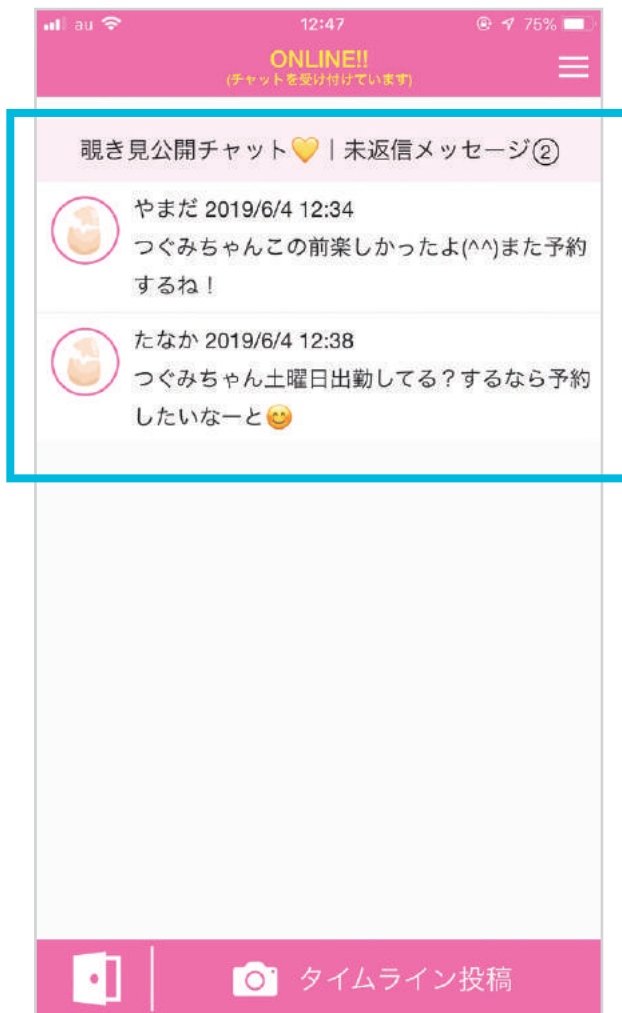 au 12:47 75%
ONLINE!!
(チャットを受け付けています)
覗き見公開チャット💛｜未返信メッセージ②
やまだ 2019/6/4 12:34
つぐみちゃんこの前楽しかったよ(^^)また予約
するね！
たなか 2019/6/4 12:38
つぐみちゃん土曜日出勤してる？するなら予約
したいなーと😊
タイムライン投稿